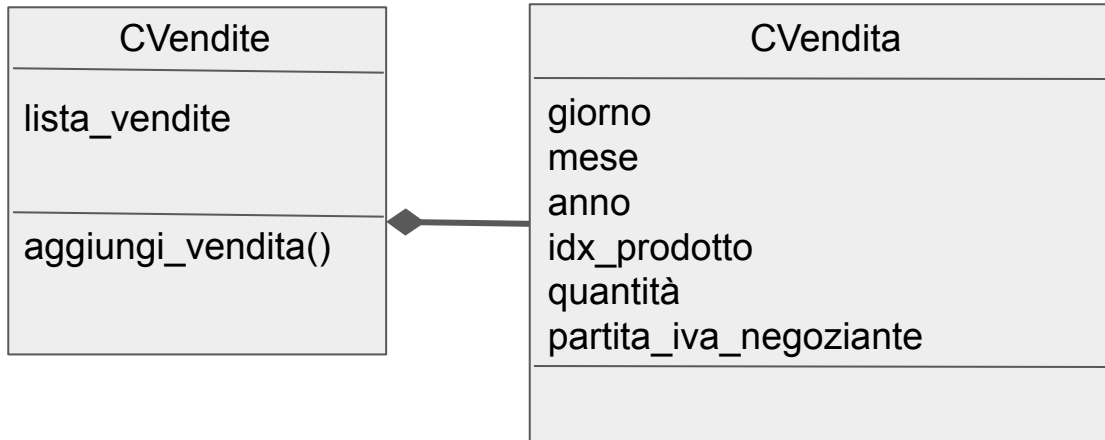 CVendite
lista_vendite
aggiungi_vendita()
CVendita
giorno
mese
anno
idx_prodotto
quantità
partita_iva_negoziante